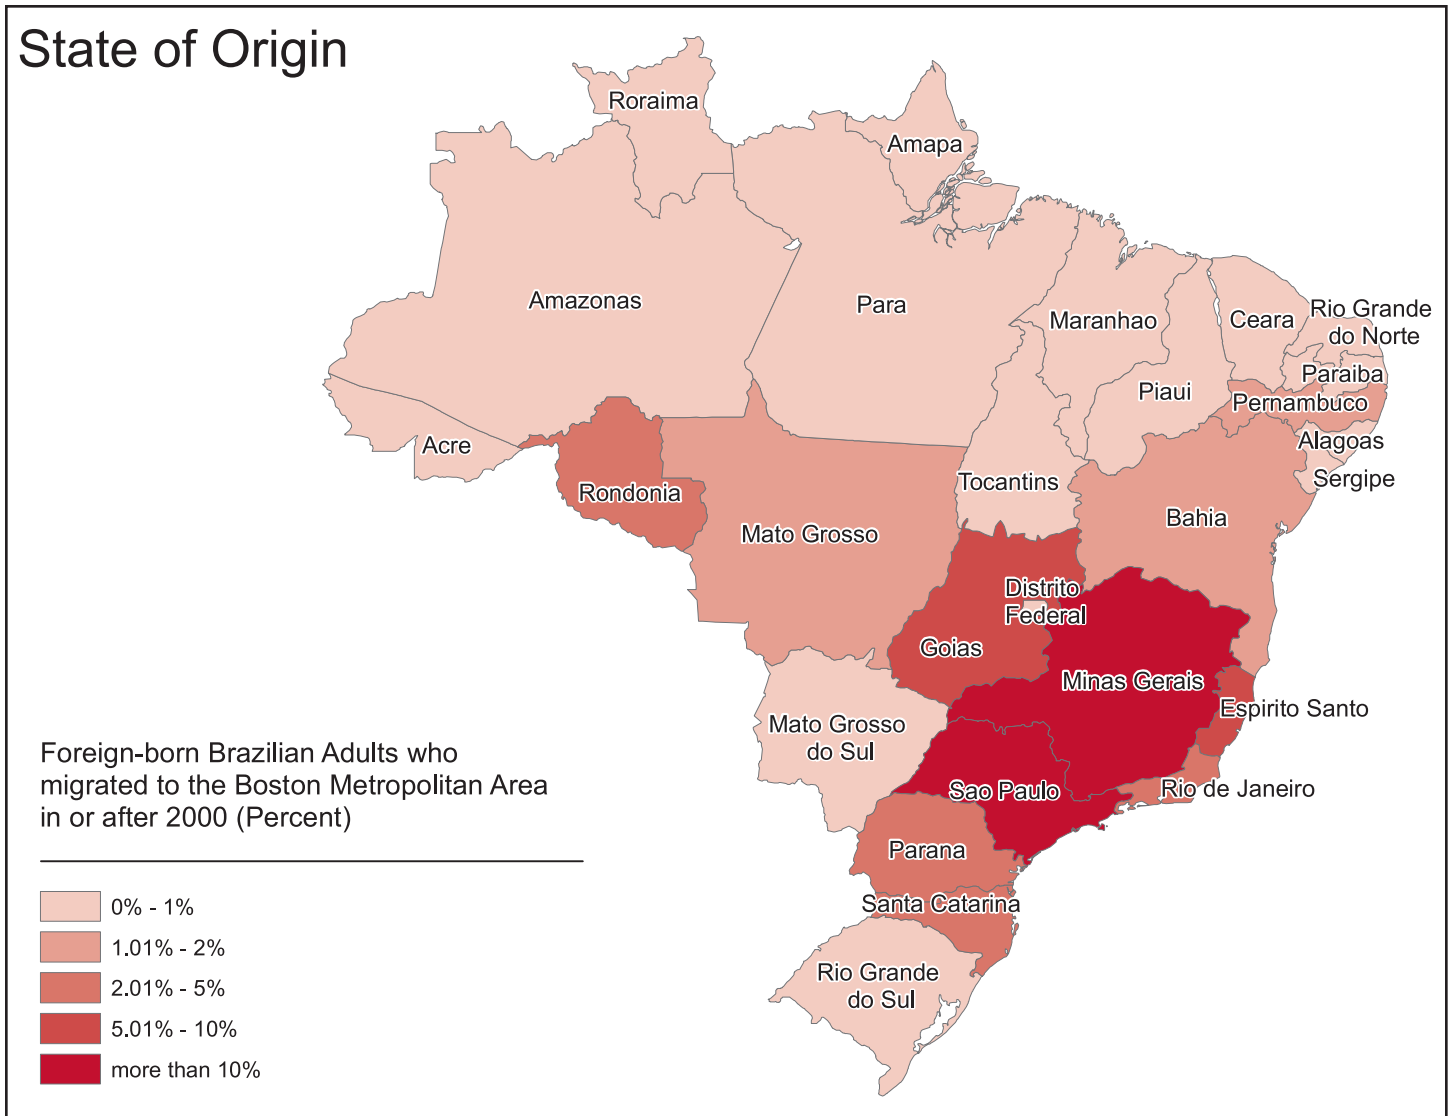 State of Origin
Roraima
Amapa
Amazonas
Para
Maranhao
Ceara
Rio Grande
do Norte
Paraiba
Piaui
Pernambuco
Acre
Alagoas
Rondonia
Tocantins
Sergipe
Bahia
Mato Grosso
Distrito
Federal
Goias
Minas Gerais
Espirito Santo
Mato Grosso
do Sul
Sao Paulo
Rio de Janeiro
Parana
Santa Catarina
Rio Grande
do Sul
Foreign-born Brazilian Adults who
migrated to the Boston Metropolitan Area
in or after 2000 (Percent)
0% - 1%
1.01% - 2%
2.01% - 5%
5.01% - 10%
more than 10%